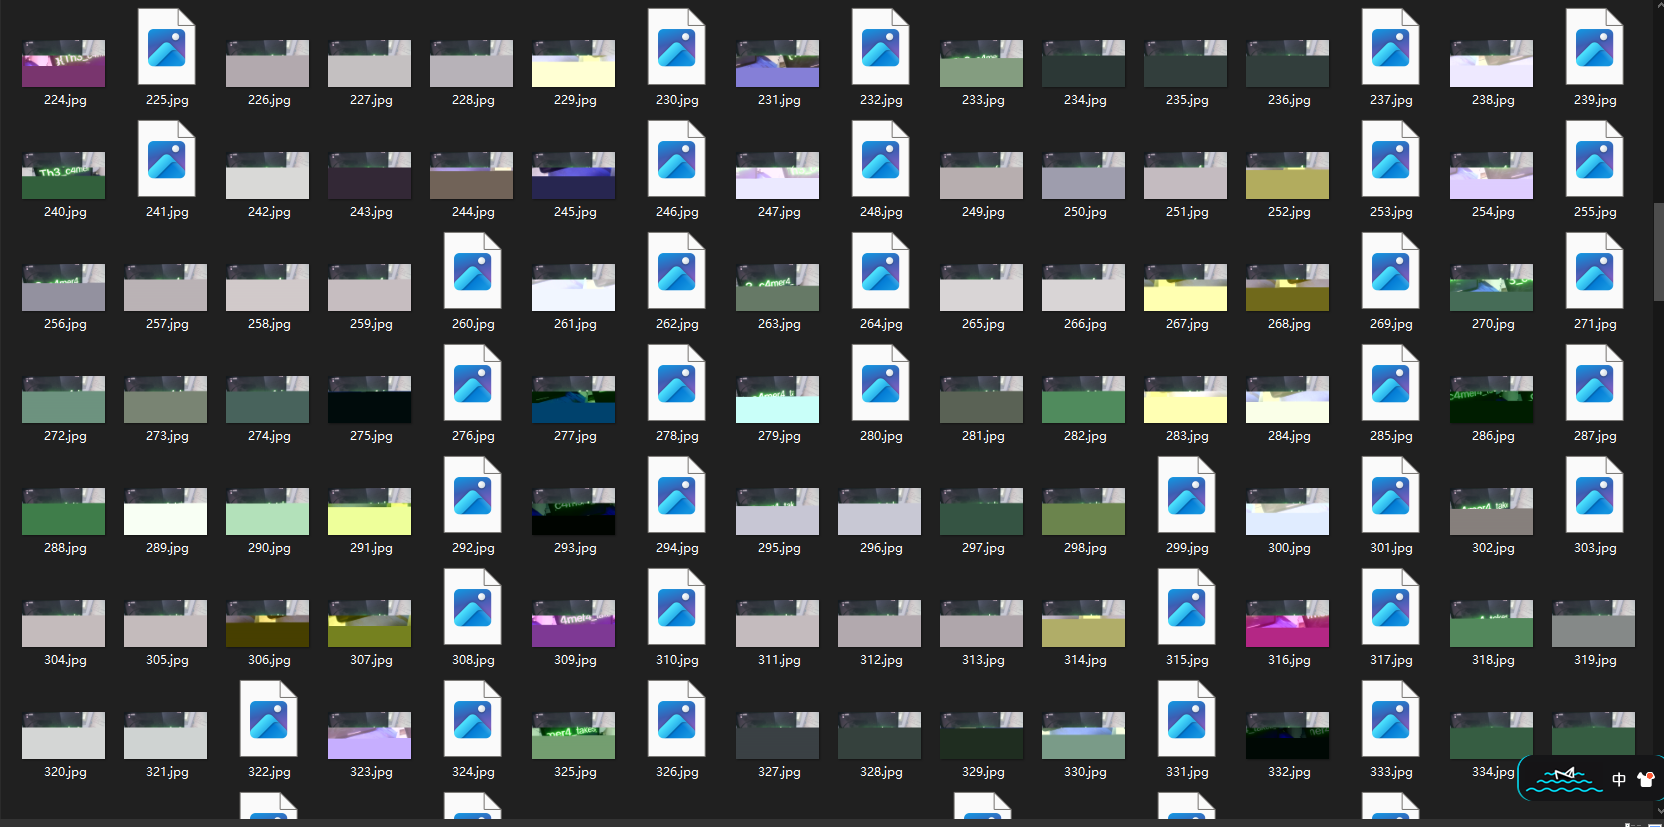 224.jpg 225.jpg 226.jpg 227.jpg 228.jpg 229.jpg 230.jpg 231.jpg 232.jpg 233.jpg 234.jpg 235.jpg 236.jpg 237.jpg 238.jpg 239.jpg
Th3_c4mer
240.jpg 241.jpg 242.jpg 243.jpg 244.jpg 245.jpg 246.jpg 247.jpg 248.jpg 249.jpg 250.jpg 251.jpg 252.jpg 253.jpg 254.jpg 255.jpg
256.jpg 257.jpg 258.jpg 259.jpg 260.jpg 261.jpg 262.jpg 263.jpg 264.jpg 265.jpg 266.jpg 267.jpg 268.jpg 269.jpg 270.jpg 271.jpg
272.jpg 273.jpg 274.jpg 275.jpg 276.jpg 277.jpg 278.jpg 279.jpg 280.jpg 281.jpg 282.jpg 283.jpg 284.jpg 285.jpg 286.jpg 287.jpg
288.jpg 289.jpg 290.jpg 291.jpg 292.jpg 293.jpg 294.jpg 295.jpg 296.jpg 297.jpg 298.jpg 299.jpg 300.jpg 301.jpg 302.jpg 303.jpg
304.jpg 305.jpg 306.jpg 307.jpg 308.jpg 309.jpg 310.jpg 311.jpg 312.jpg 313.jpg 314.jpg 315.jpg 316.jpg 317.jpg 318.jpg 319.jpg
320.jpg 321.jpg 322.jpg 323.jpg 324.jpg 325.jpg 326.jpg 327.jpg 328.jpg 329.jpg 330.jpg 331.jpg 332.jpg 333.jpg 334.jpg
中